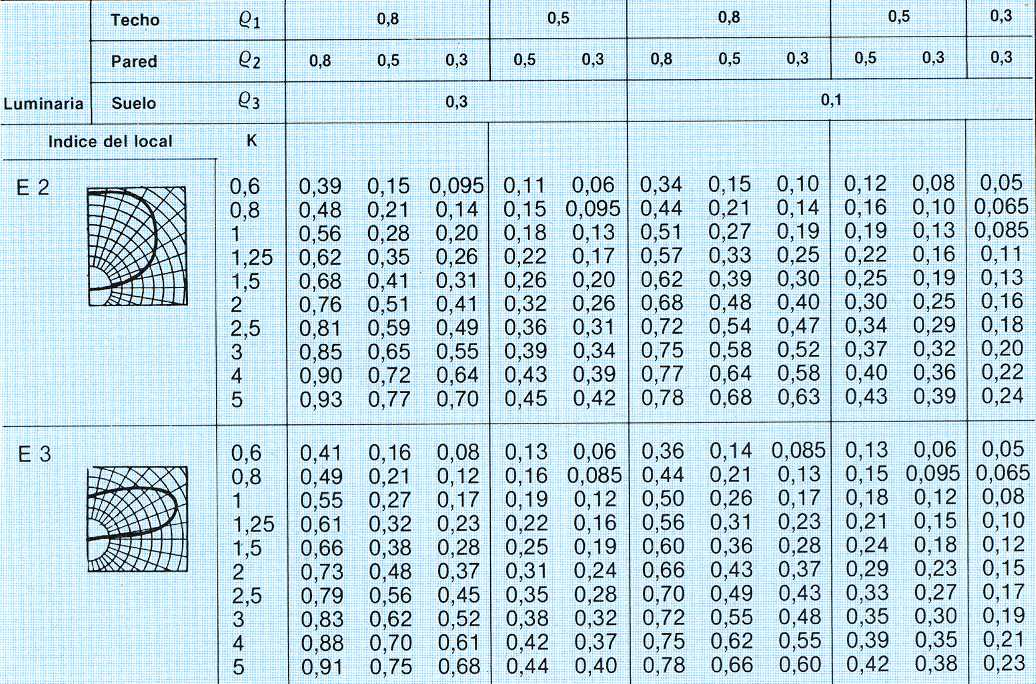 Techo ϱ1 0,8 0,5 0,8 0,5 0,3
Pared ϱ2 0,8 0,5 0,3 0,5 0,3 0,8 0,5 0,3 0,5 0,3 0,3
Luminaria Suelo ϱ3 0,3 0,1
Indice del local K
E 2 0,6 0,39 0,15 0,095 0,11 0,06 0,34 0,15 0,10 0,12 0,08 0,05
0,8 0,48 0,21 0,14 0,15 0,095 0,44 0,21 0,14 0,16 0,10 0,065
1 0,56 0,28 0,20 0,18 0,13 0,51 0,27 0,19 0,19 0,13 0,085
1,25 0,62 0,35 0,26 0,22 0,17 0,57 0,33 0,25 0,22 0,16 0,11
1,5 0,68 0,41 0,31 0,26 0,20 0,62 0,39 0,30 0,25 0,19 0,13
2 0,76 0,51 0,41 0,32 0,26 0,68 0,48 0,40 0,30 0,25 0,16
2,5 0,81 0,59 0,49 0,36 0,31 0,72 0,54 0,47 0,34 0,29 0,18
3 0,85 0,65 0,55 0,39 0,34 0,75 0,58 0,52 0,37 0,32 0,20
4 0,90 0,72 0,64 0,43 0,39 0,77 0,64 0,58 0,40 0,36 0,22
5 0,93 0,77 0,70 0,45 0,42 0,78 0,68 0,63 0,43 0,39 0,24
E 3 0,6 0,41 0,16 0,08 0,13 0,06 0,36 0,14 0,085 0,13 0,06 0,05
0,8 0,49 0,21 0,12 0,16 0,085 0,44 0,21 0,13 0,15 0,095 0,065
1 0,55 0,27 0,17 0,19 0,12 0,50 0,26 0,17 0,18 0,12 0,08
1,25 0,61 0,32 0,23 0,22 0,16 0,56 0,31 0,23 0,21 0,15 0,10
1,5 0,66 0,38 0,28 0,25 0,19 0,60 0,36 0,28 0,24 0,18 0,12
2 0,73 0,48 0,37 0,31 0,24 0,66 0,43 0,37 0,29 0,23 0,15
2,5 0,79 0,56 0,45 0,35 0,28 0,70 0,49 0,43 0,33 0,27 0,17
3 0,83 0,62 0,52 0,38 0,32 0,72 0,55 0,48 0,35 0,30 0,19
4 0,88 0,70 0,61 0,42 0,37 0,75 0,62 0,55 0,39 0,35 0,21
5 0,91 0,75 0,68 0,44 0,40 0,78 0,66 0,60 0,42 0,38 0,23